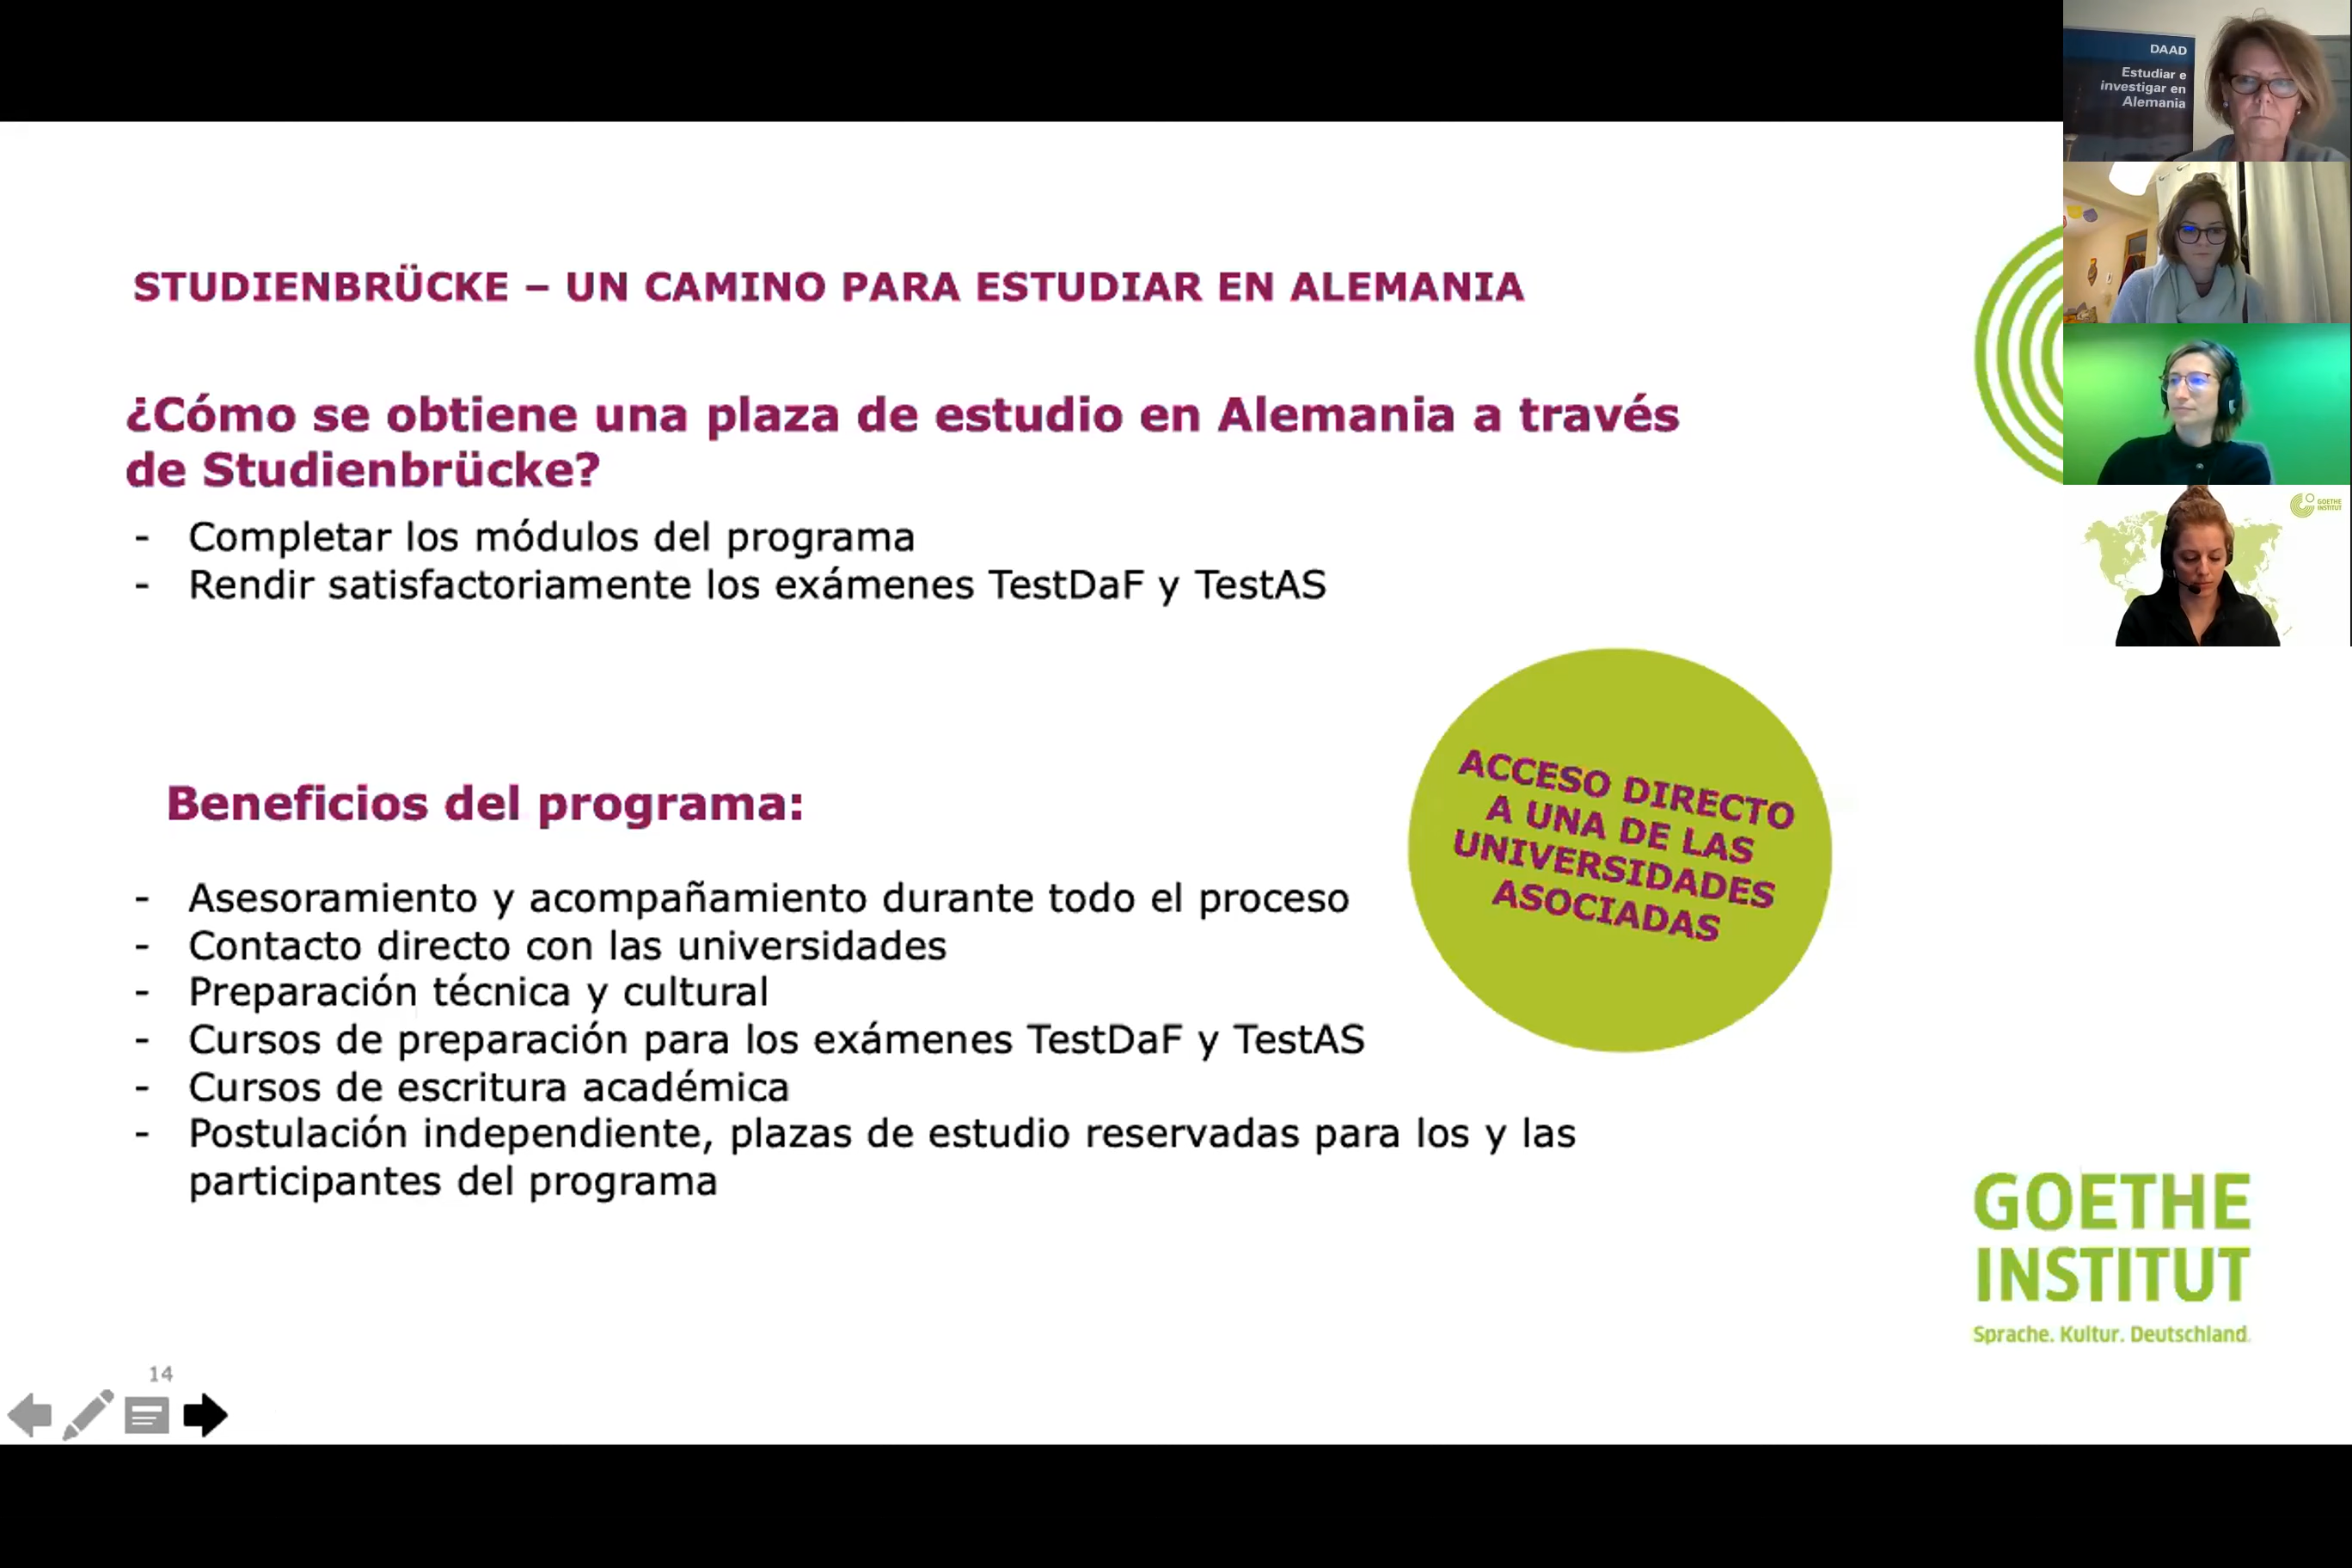 STUDIENBRÜCKE – UN CAMINO PARA ESTUDIAR EN ALEMANIA
¿Cómo se obtiene una plaza de estudio en Alemania a través
de Studienbrücke?
- Completar los módulos del programa
- Rendir satisfactoriamente los exámenes TestDaF y TestAS
Beneficios del programa:
- Asesoramiento y acompañamiento durante todo el proceso
- Contacto directo con las universidades
- Preparación técnica y cultural
- Cursos de preparación para los exámenes TestDaF y TestAS
- Cursos de escritura académica
- Postulación independiente, plazas de estudio reservadas para los y las
participantes del programa
ACCESO DIRECTO
A UNA DE LAS
UNIVERSIDADES
ASOCIADAS
GOETHE
INSTITUT
Sprache. Kultur. Deutschland.
14
DAAD
Estudiar e
investigar en
Alemania
GOETHE
INSTITUT